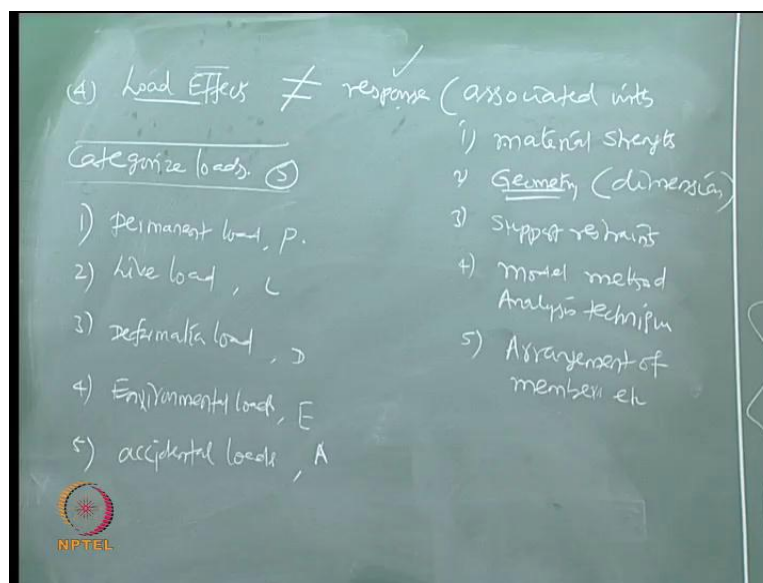 (4) Load Effects ≠ response (associated with
Categorize loads. (5)
1) permanent load, P.
2) Live load, L
3) Deformation load, D
4) Environmental loads, E
5) accidental loads, A
1) material strength
2) Geometry (dimension)
3) Support restraints
4) model method
Analysis technique
5) Arrangement of
members etc
NPTEL